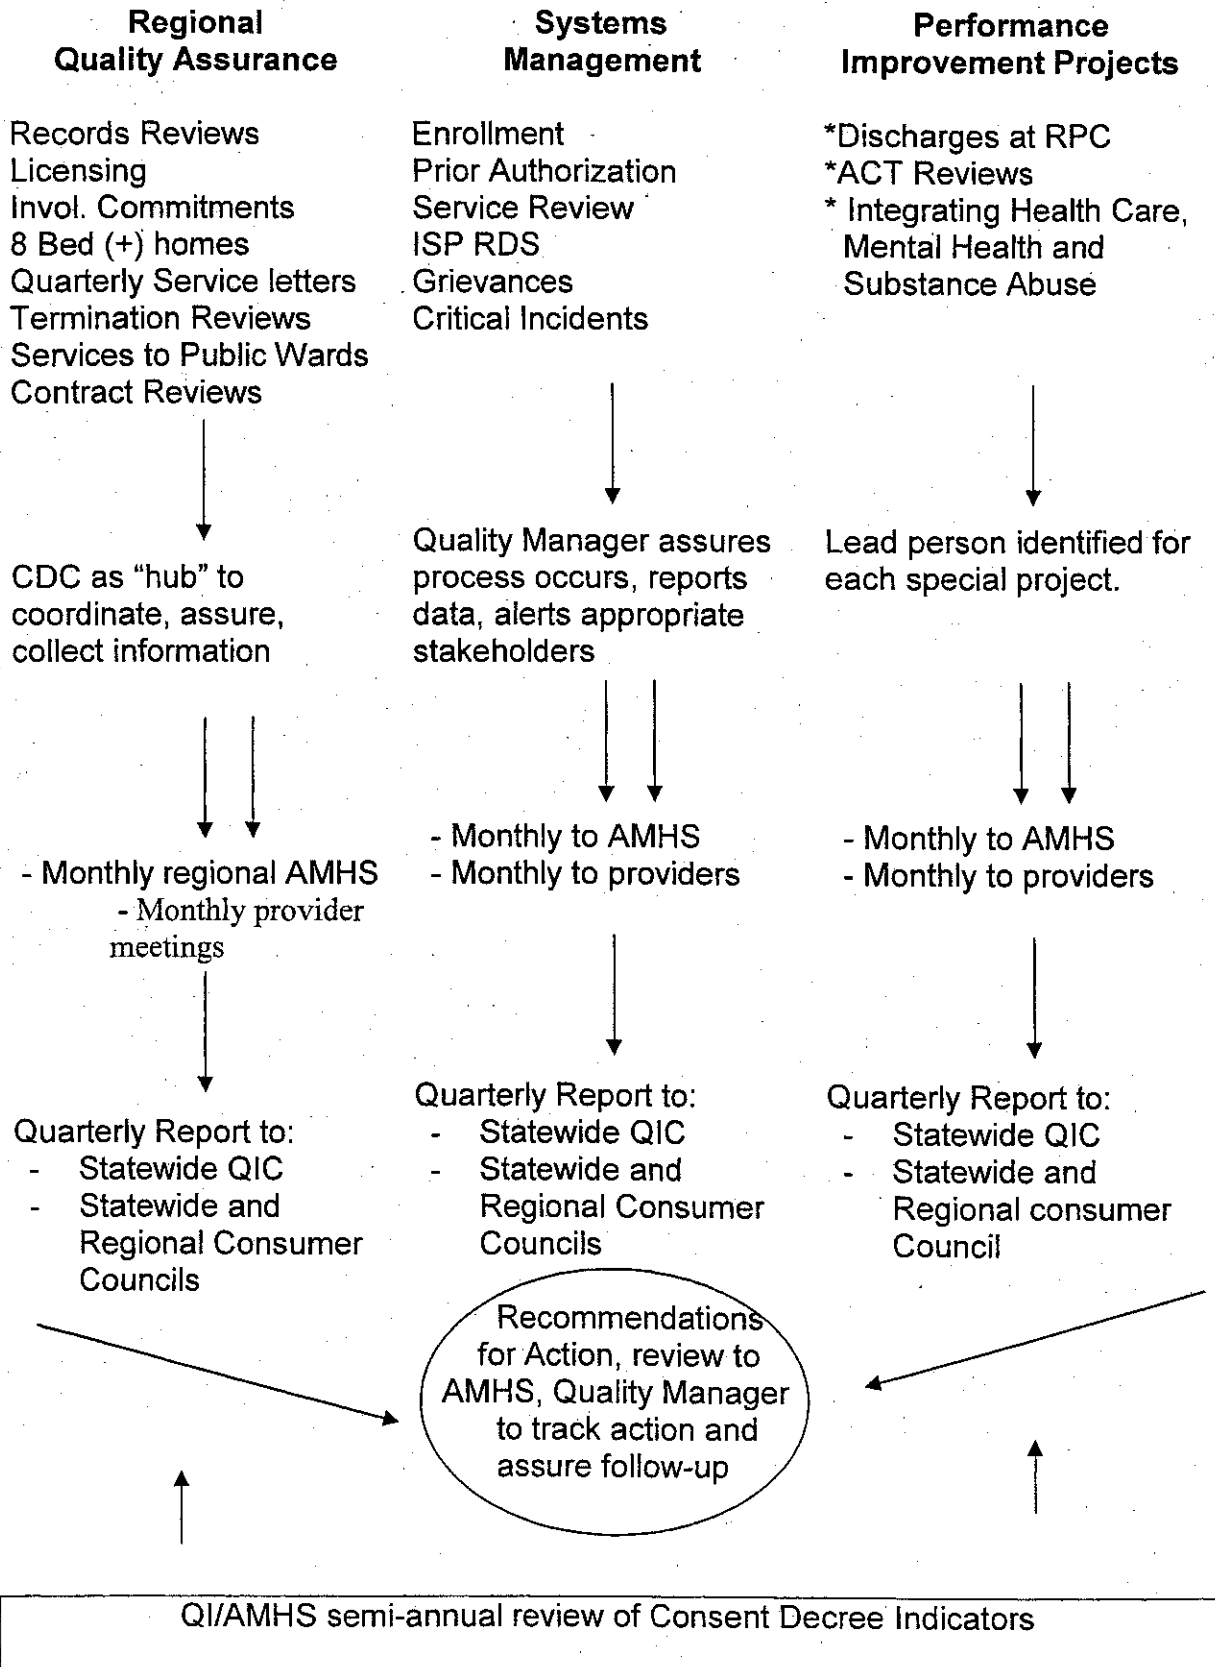 Regional
Quality Assurance
Records Reviews
Licensing
Invol. Commitments
8 Bed (+) homes
Quarterly Service letters
Termination Reviews
Services to Public Wards
Contract Reviews
CDC as “hub” to
coordinate, assure,
collect information
- Monthly regional AMHS
- Monthly provider
meetings
Quarterly Report to:
- Statewide QIC
- Statewide and
Regional Consumer
Councils
Systems
Management
Enrollment
Prior Authorization
Service Review
ISP RDS
Grievances
Critical Incidents
Quality Manager assures
process occurs, reports
data, alerts appropriate
stakeholders
- Monthly to AMHS
- Monthly to providers
Quarterly Report to:
- Statewide QIC
- Statewide and
Regional Consumer
Councils
Performance
Improvement Projects
*Discharges at RPC
*ACT Reviews
* Integrating Health Care,
Mental Health and
Substance Abuse
Lead person identified for
each special project.
- Monthly to AMHS
- Monthly to providers
Quarterly Report to:
- Statewide QIC
- Statewide and
Regional consumer
Council
Recommendations
for Action, review to
AMHS, Quality Manager
to track action and
assure follow-up
QI/AMHS semi-annual review of Consent Decree Indicators